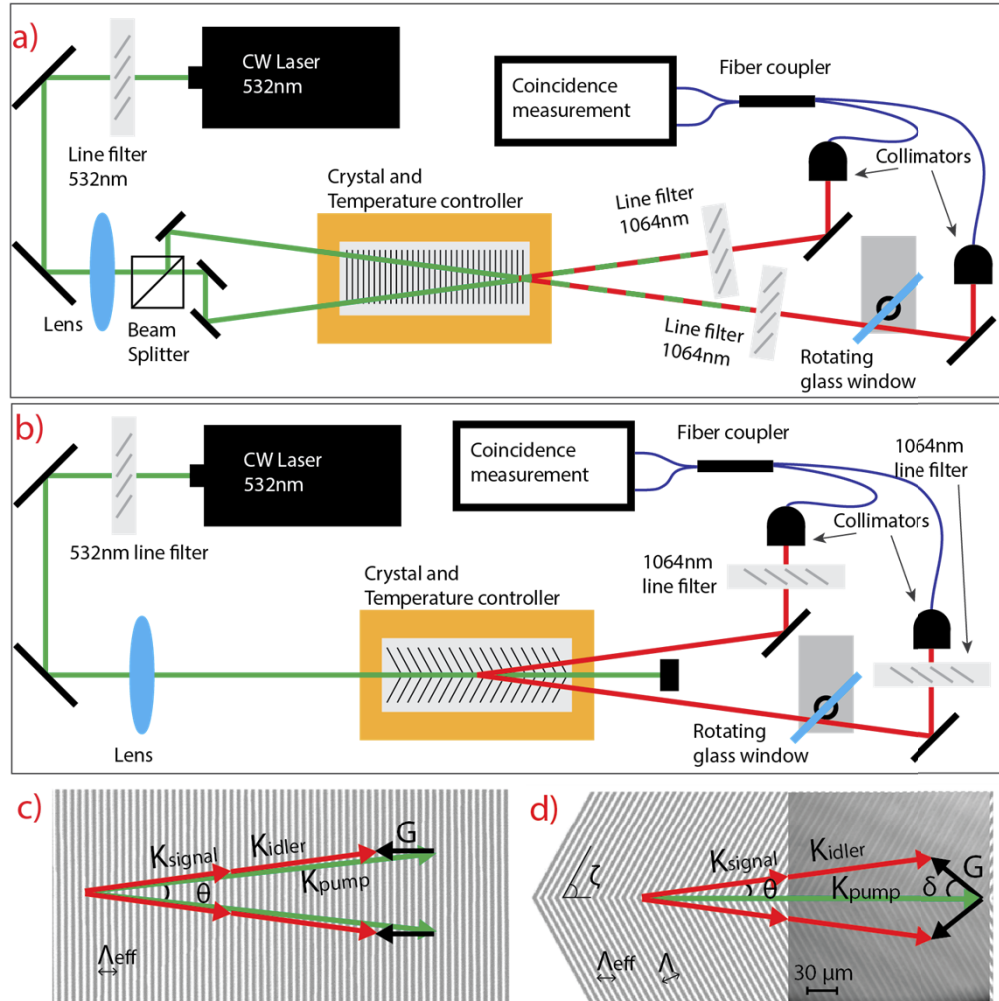 a)
CW Laser
532nm
Line filter
532nm
Lens
Beam
Splitter
Crystal and
Temperature controller
Coincidence
measurement
Fiber coupler
Collimators
Line filter
1064nm
Line filter
1064nm
Rotating
glass window
b)
CW Laser
532nm
532nm line filter
Lens
Crystal and
Temperature controller
Coincidence
measurement
Fiber coupler
1064nm
line filter
Collimators
1064nm
line filter
Rotating
glass window
c)
Ksignal
Kidler
G
θ
Kpump
Λeff
d)
ζ
Ksignal
Kidler
G
θ
Kpump
δ
Λeff
Λ
30 μm